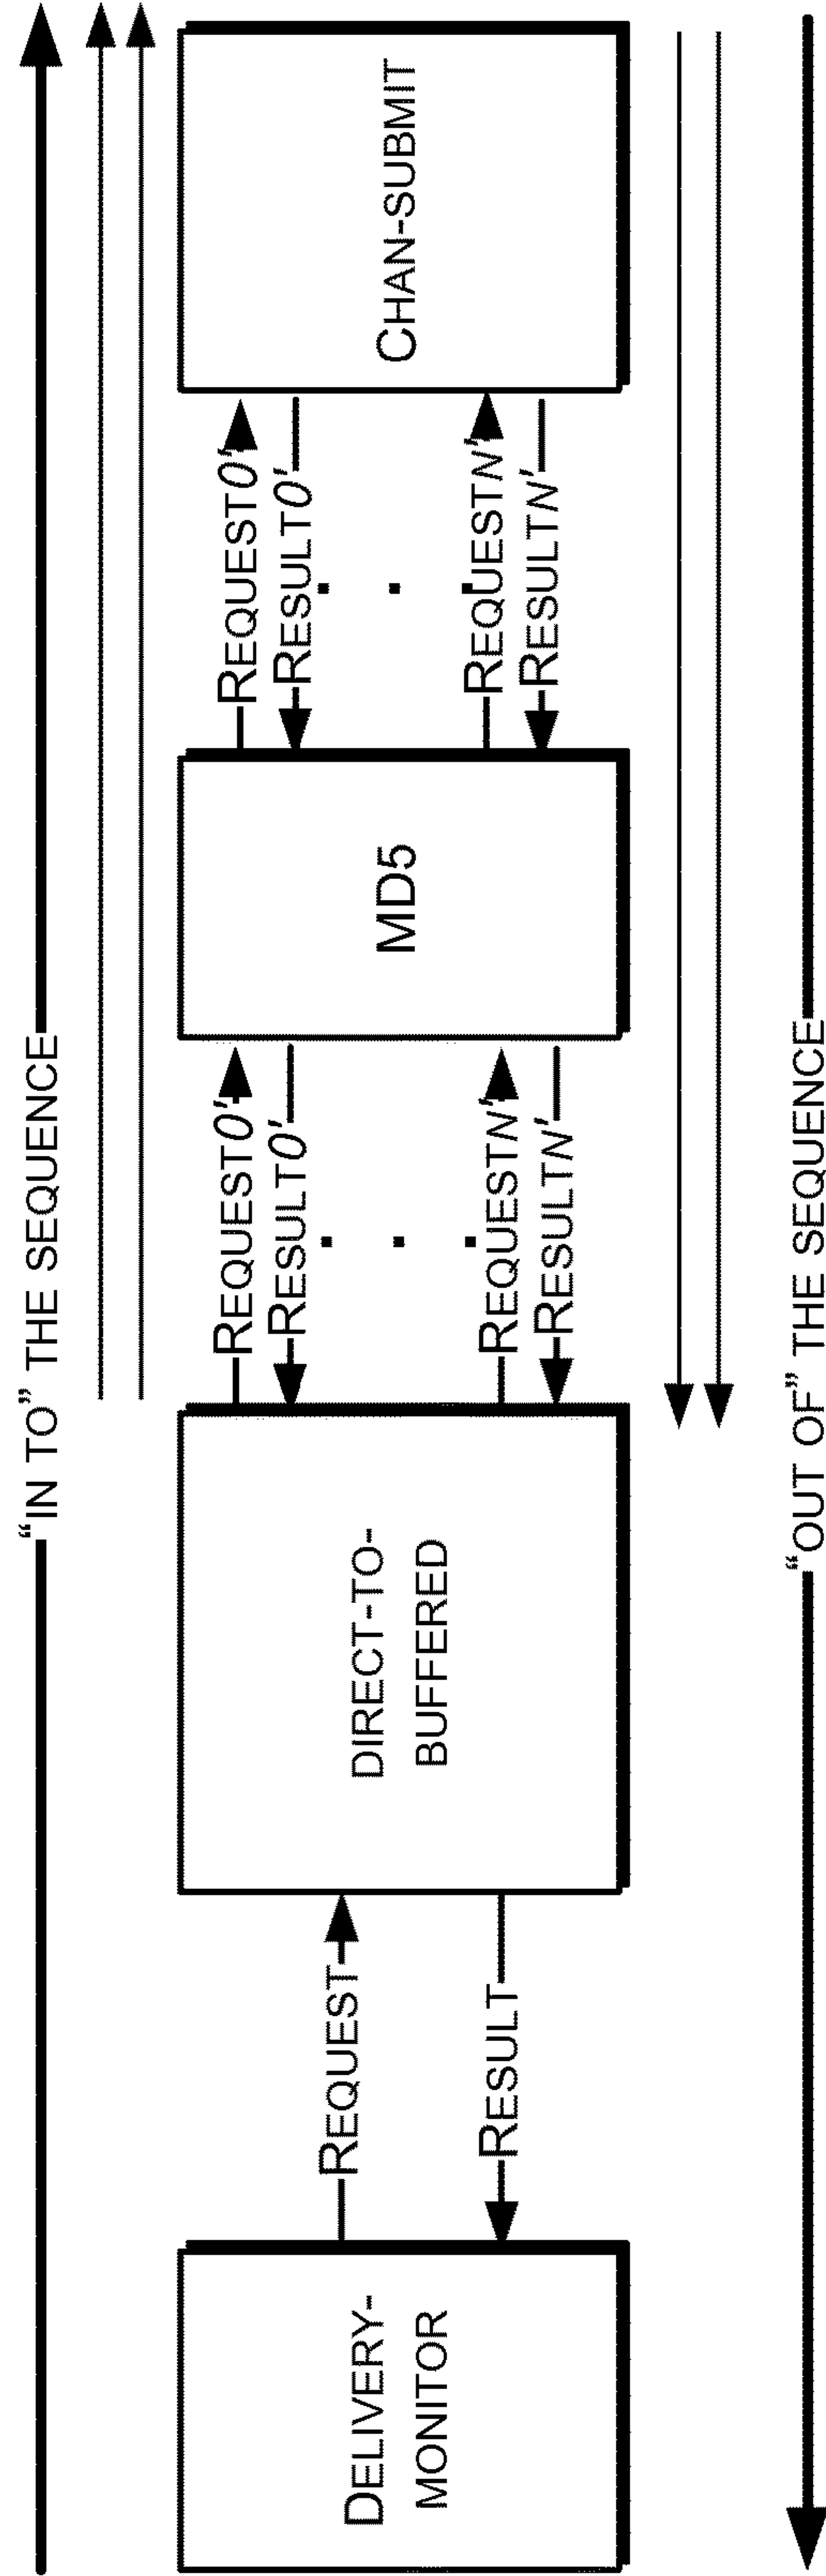 “IN TO” THE SEQUENCE
DELIVERY-
MONITOR
REQUEST
RESULT
DIRECT-TO-
BUFFERED
REQUEST0'
RESULT0'
REQUESTN'
RESULTN'
MD5
REQUEST0'
RESULT0'
REQUESTN'
RESULTN'
CHAN-SUBMIT
“OUT OF” THE SEQUENCE